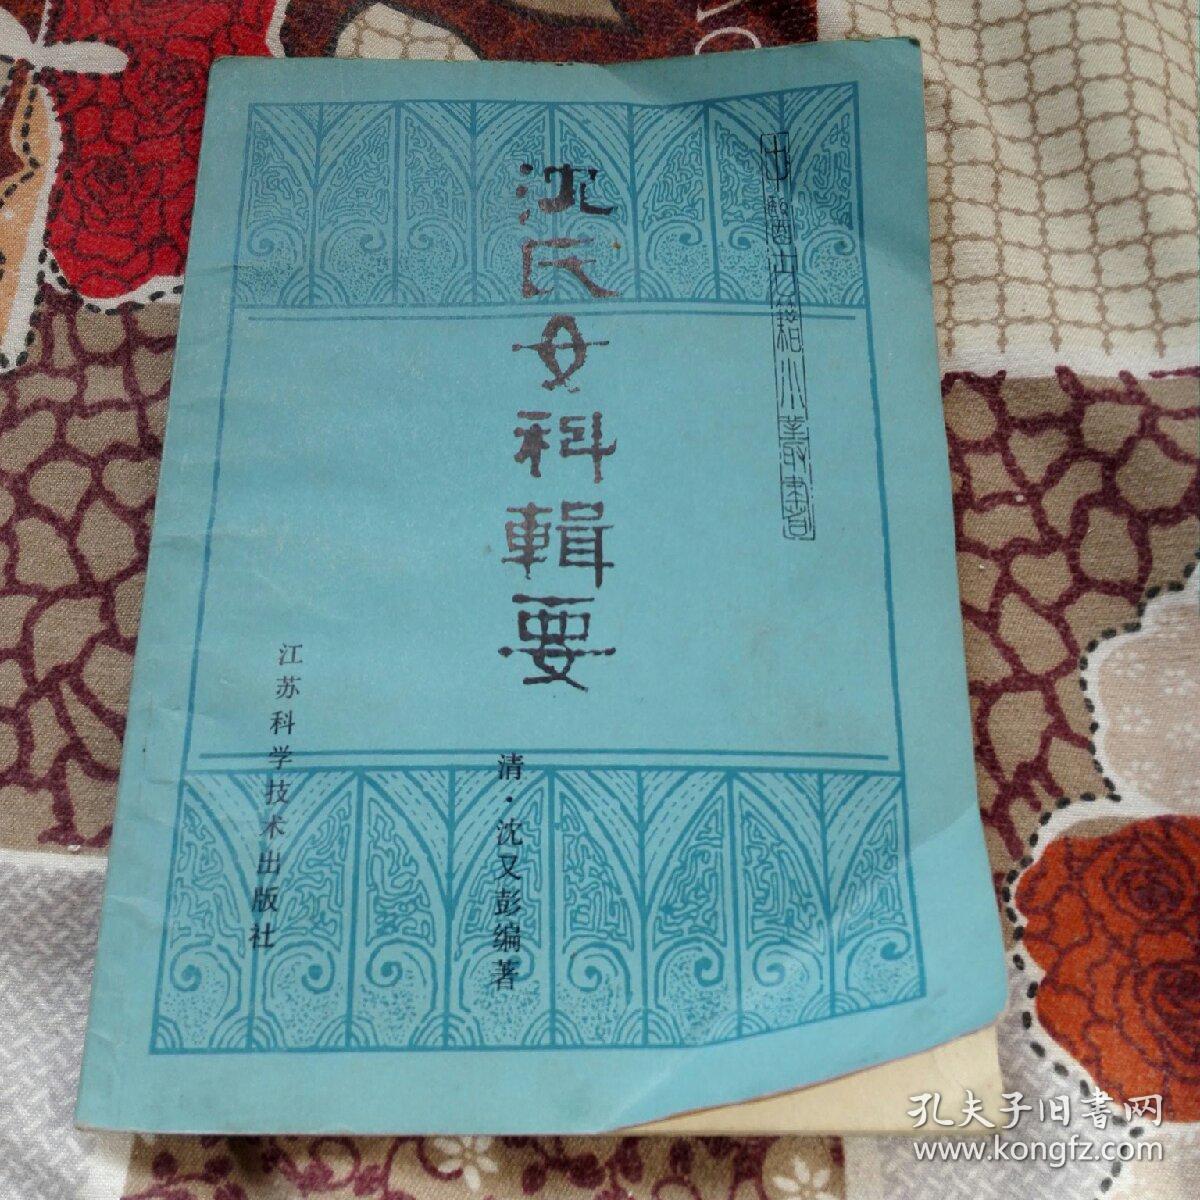 中醫古籍小叢書
沈氏女科輯要
清·沈又彭编著
江苏科学技术出版社
孔夫子旧书网
www.kongfz.com